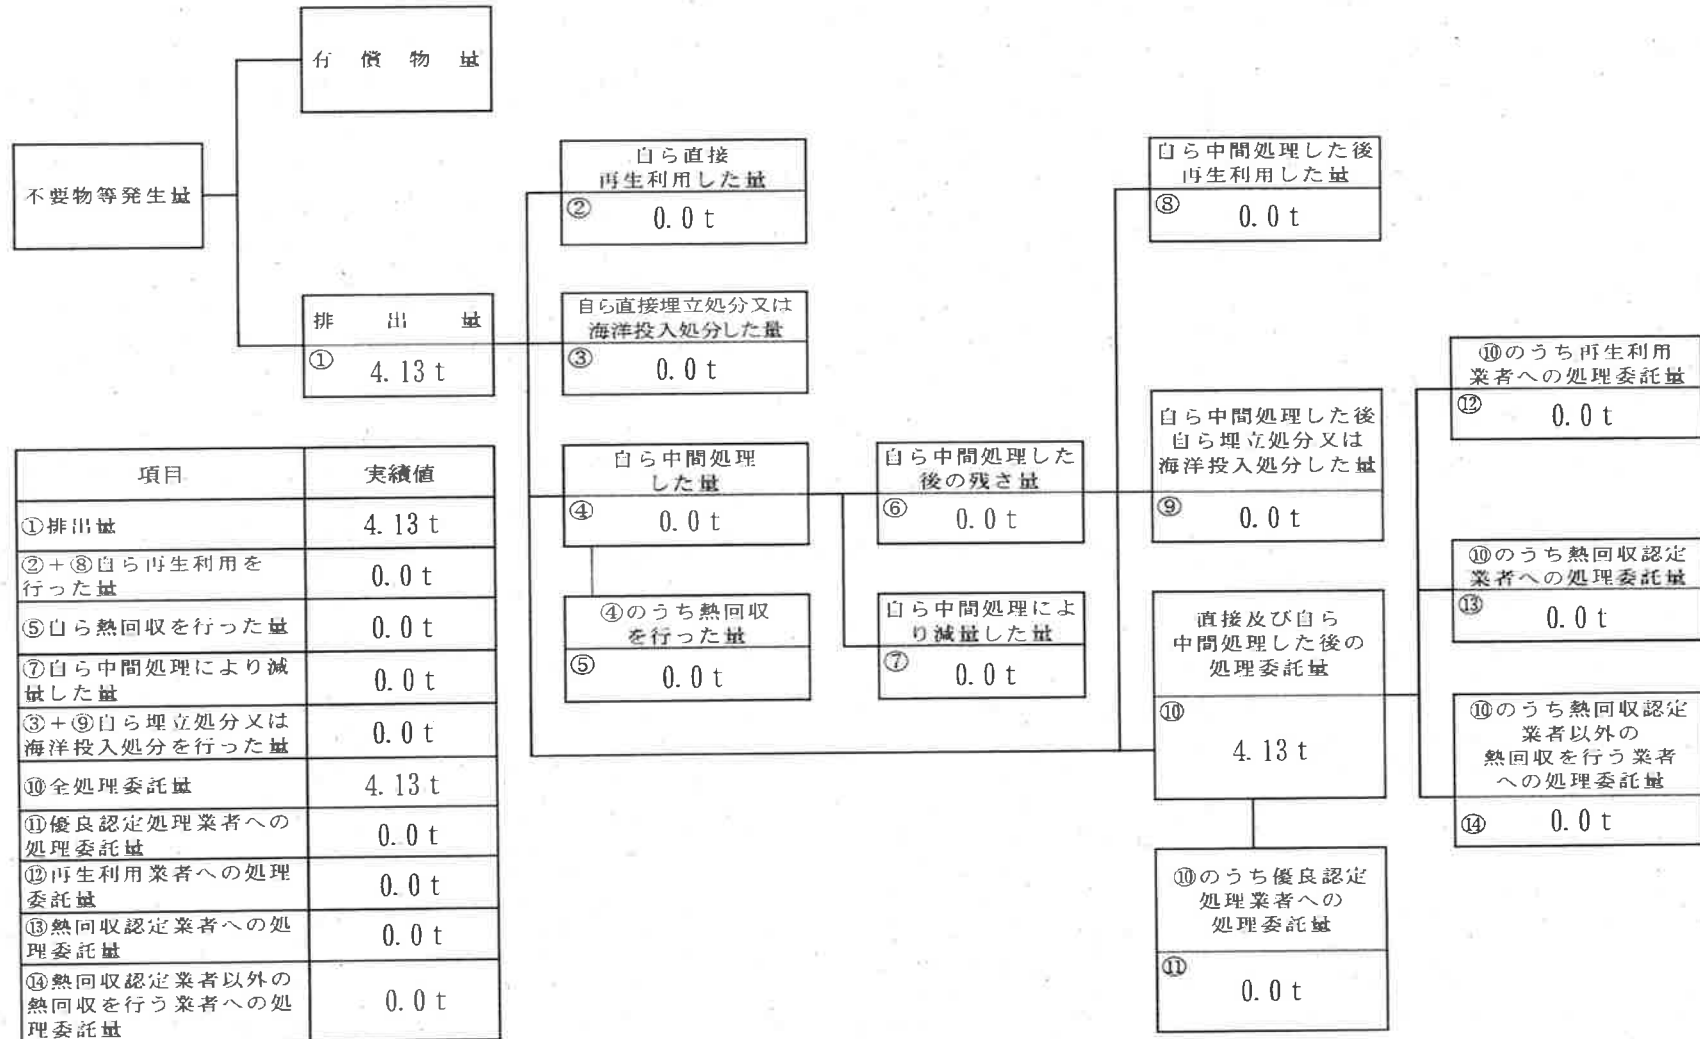 有償物量
不要物等発生量
排出量
① 4.13 t
自ら直接
再生利用した量
② 0.0 t
自ら直接埋立処分又は
海洋投入処分した量
③ 0.0 t
自ら中間処理
した量
④ 0.0 t
④のうち熱回収
を行った量
⑤ 0.0 t
自ら中間処理した
後の残さ量
⑥ 0.0 t
自ら中間処理によ
り減量した量
⑦ 0.0 t
自ら中間処理した後
再生利用した量
⑧ 0.0 t
自ら中間処理した後
自ら埋立処分又は
海洋投入処分した量
⑨ 0.0 t
直接及び自ら
中間処理した後の
処理委託量
⑩
4.13 t
⑩のうち優良認定
処理業者への
処理委託量
⑪
0.0 t
⑩のうち再生利用
業者への処理委託量
⑫ 0.0 t
⑩のうち熱回収認定
業者への処理委託量
⑬ 0.0 t
⑩のうち熱回収認定
業者以外の
熱回収を行う業者
への処理委託量
⑭ 0.0 t
項目 実績値
①排出量 4.13 t
②+⑧自ら再生利用を
行った量 0.0 t
⑤自ら熱回収を行った量 0.0 t
⑦自ら中間処理により減
量した量 0.0 t
③+⑨自ら埋立処分又は
海洋投入処分を行った量 0.0 t
⑩全処理委託量 4.13 t
⑪優良認定処理業者への
処理委託量 0.0 t
⑫再生利用業者への処理
委託量 0.0 t
⑬熱回収認定業者への処
理委託量 0.0 t
⑭熱回収認定業者以外の
熱回収を行う業者への処
理委託量 0.0 t